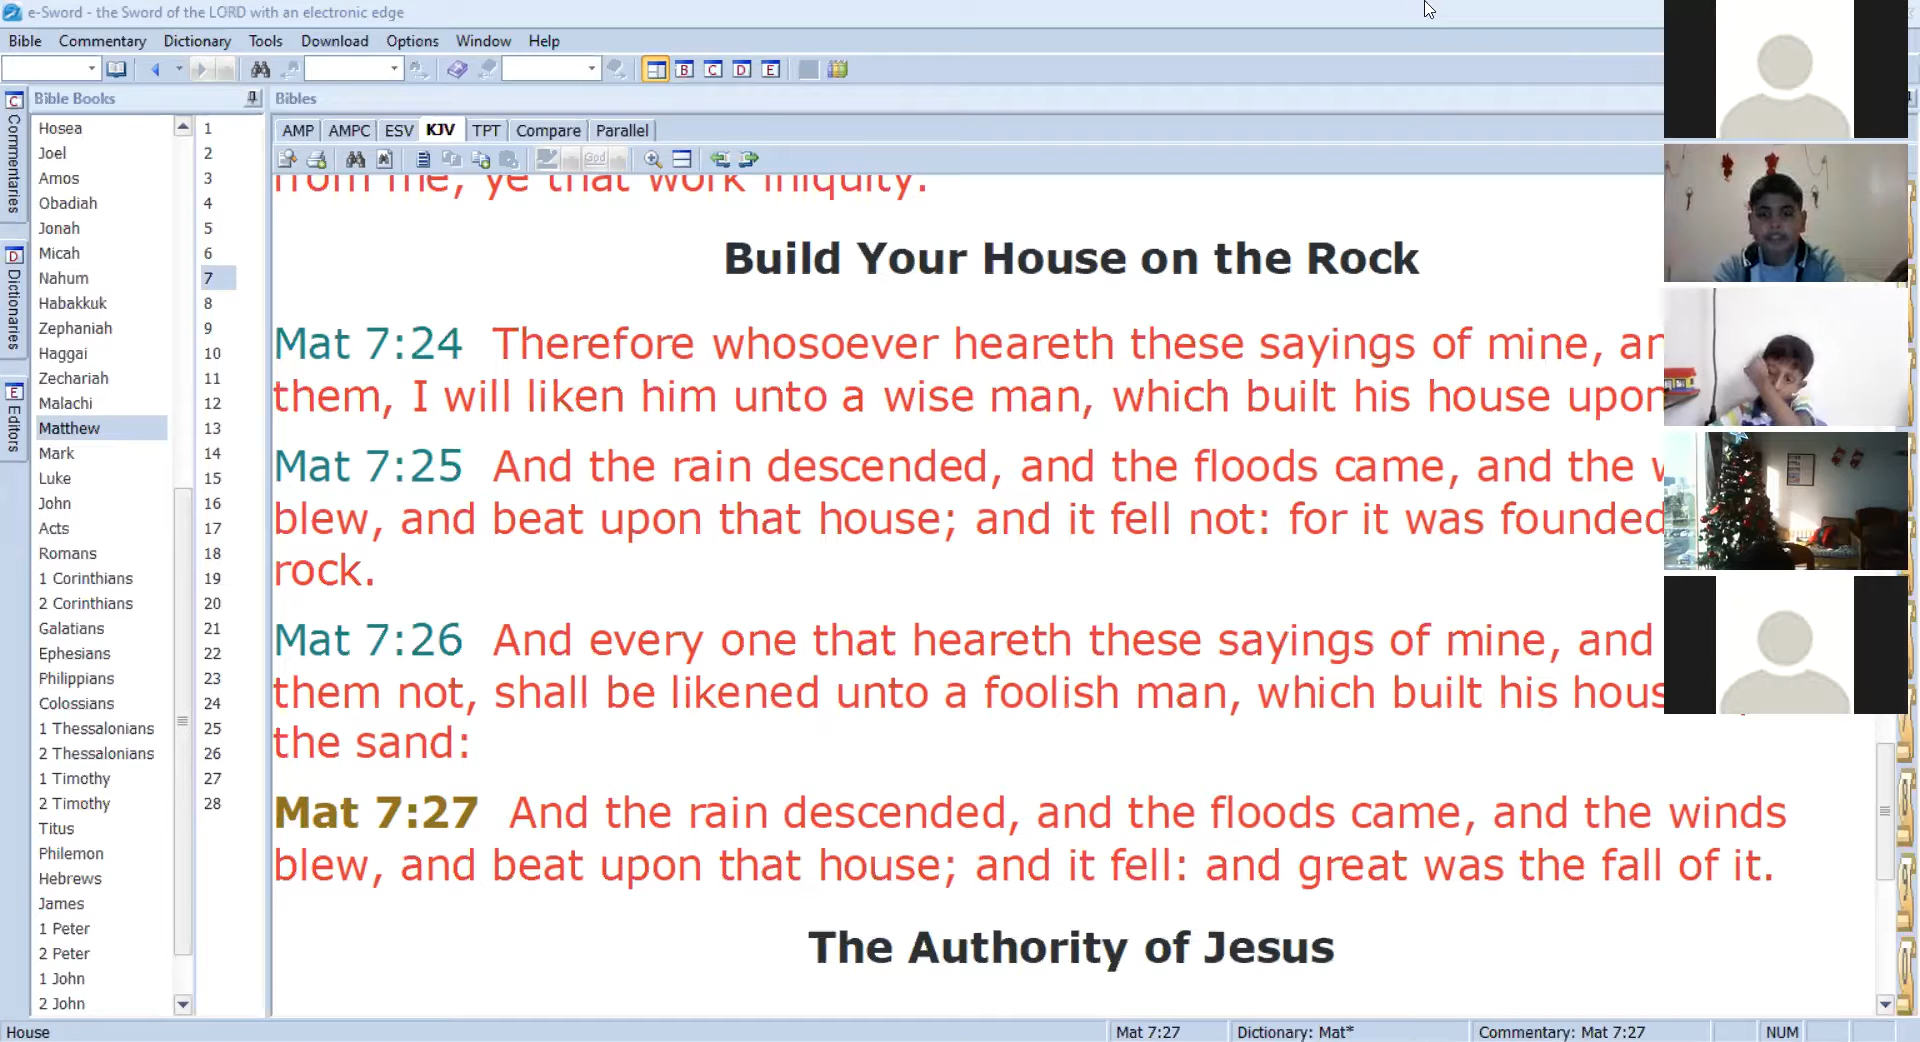 e-Sword - the Sword of the LORD with an electronic edge
Bible Commentary Dictionary Tools Download Options Window Help
B C D E
Bible Books
Bibles
C Commentaries
D Dictionaries
E Editors
Hosea
Joel
Amos
Obadiah
Jonah
Micah
Nahum
Habakkuk
Zephaniah
Haggai
Zechariah
Malachi
Matthew
Mark
Luke
John
Acts
Romans
1 Corinthians
2 Corinthians
Galatians
Ephesians
Philippians
Colossians
1 Thessalonians
2 Thessalonians
1 Timothy
2 Timothy
Titus
Philemon
Hebrews
James
1 Peter
2 Peter
1 John
2 John
1
2
3
4
5
6
7
8
9
10
11
12
13
14
15
16
17
18
19
20
21
22
23
24
25
26
27
28
AMP AMPC ESV KJV TPT Compare Parallel
God
from me, ye that work iniquity.
Build Your House on the Rock
Mat 7:24 Therefore whosoever heareth these sayings of mine,
them, I will liken him unto a wise man, which built his house
Mat 7:25 And the rain descended, and the floods came, and the
blew, and beat upon that house; and it fell not: for it was founded
rock.
Mat 7:26 And every one that heareth these sayings of mine, and
them not, shall be likened unto a foolish man, which built his
the sand:
Mat 7:27 And the rain descended, and the floods came, and the winds
blew, and beat upon that house; and it fell: and great was the fall of it.
The Authority of Jesus
House
Mat 7:27
Dictionary: Mat*
Commentary: Mat 7:27
NUM